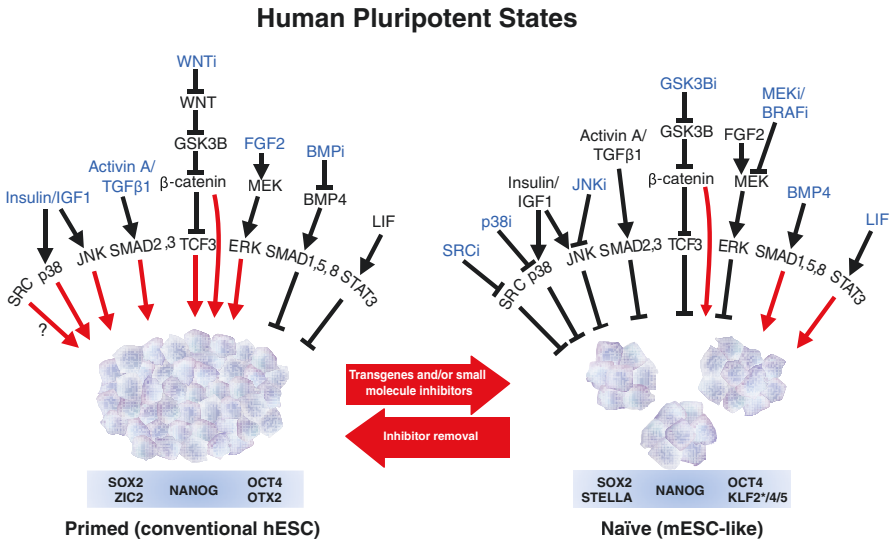 Human Pluripotent States
WNTi
WNT
GSK3B
β-catenin
TCF3
Activin A/
TGFβ1
Insulin/IGF1
FGF2
MEK
BMPi
BMP4
LIF
SRC
p38
JNK
SMAD2,3
ERK
SMAD1,5,8
STAT3
?
GSK3Bi
GSK3B
β-catenin
TCF3
MEKi/
BRAFi
FGF2
MEK
Activin A/
TGFβ1
Insulin/
IGF1
JNKi
p38i
SRCi
BMP4
LIF
SRC
p38
JNK
SMAD2,3
ERK
SMAD1,5,8
STAT3
Transgenes and/or small
molecule inhibitors
Inhibitor removal
SOX2 NANOG OCT4
ZIC2 OTX2
Primed (conventional hESC)
SOX2 NANOG OCT4
STELLA KLF2*/4/5
Naïve (mESC-like)